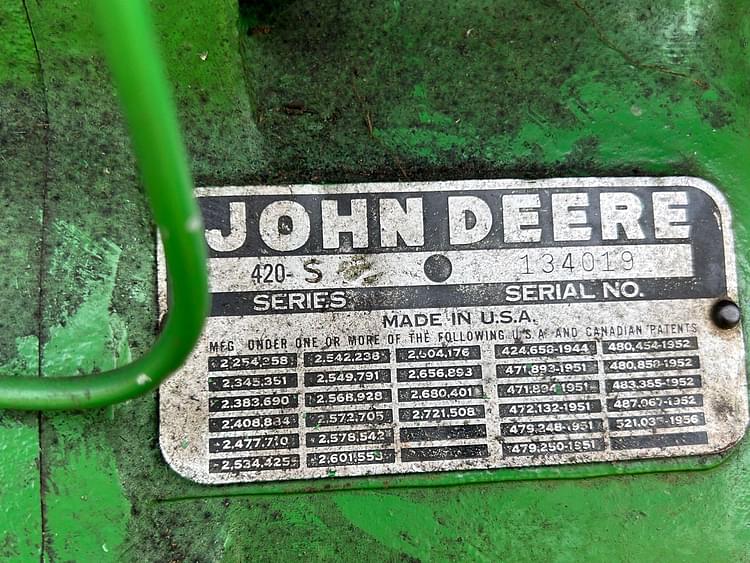 JOHN DEERE
420-S 134019
SERIES SERIAL NO.
MADE IN U.S.A.
MFG. UNDER ONE OR MORE OF THE FOLLOWING U.S.A. AND CANADIAN PATENTS
2,254,358 2,542,238 2,604,176 424,656-1944 480,454-1952
2,345,351 2,549,791 2,656,893 471,893-1951 480,858-1952
2,383,690 2,568,928 2,680,401 471,894-1951 483,355-1952
2,408,884 2,572,705 2,721,508 472,132-1951 487,067-1952
2,477,710 2,578,542 479,248-1951
2,534,425 2,601,553 479,250-1951